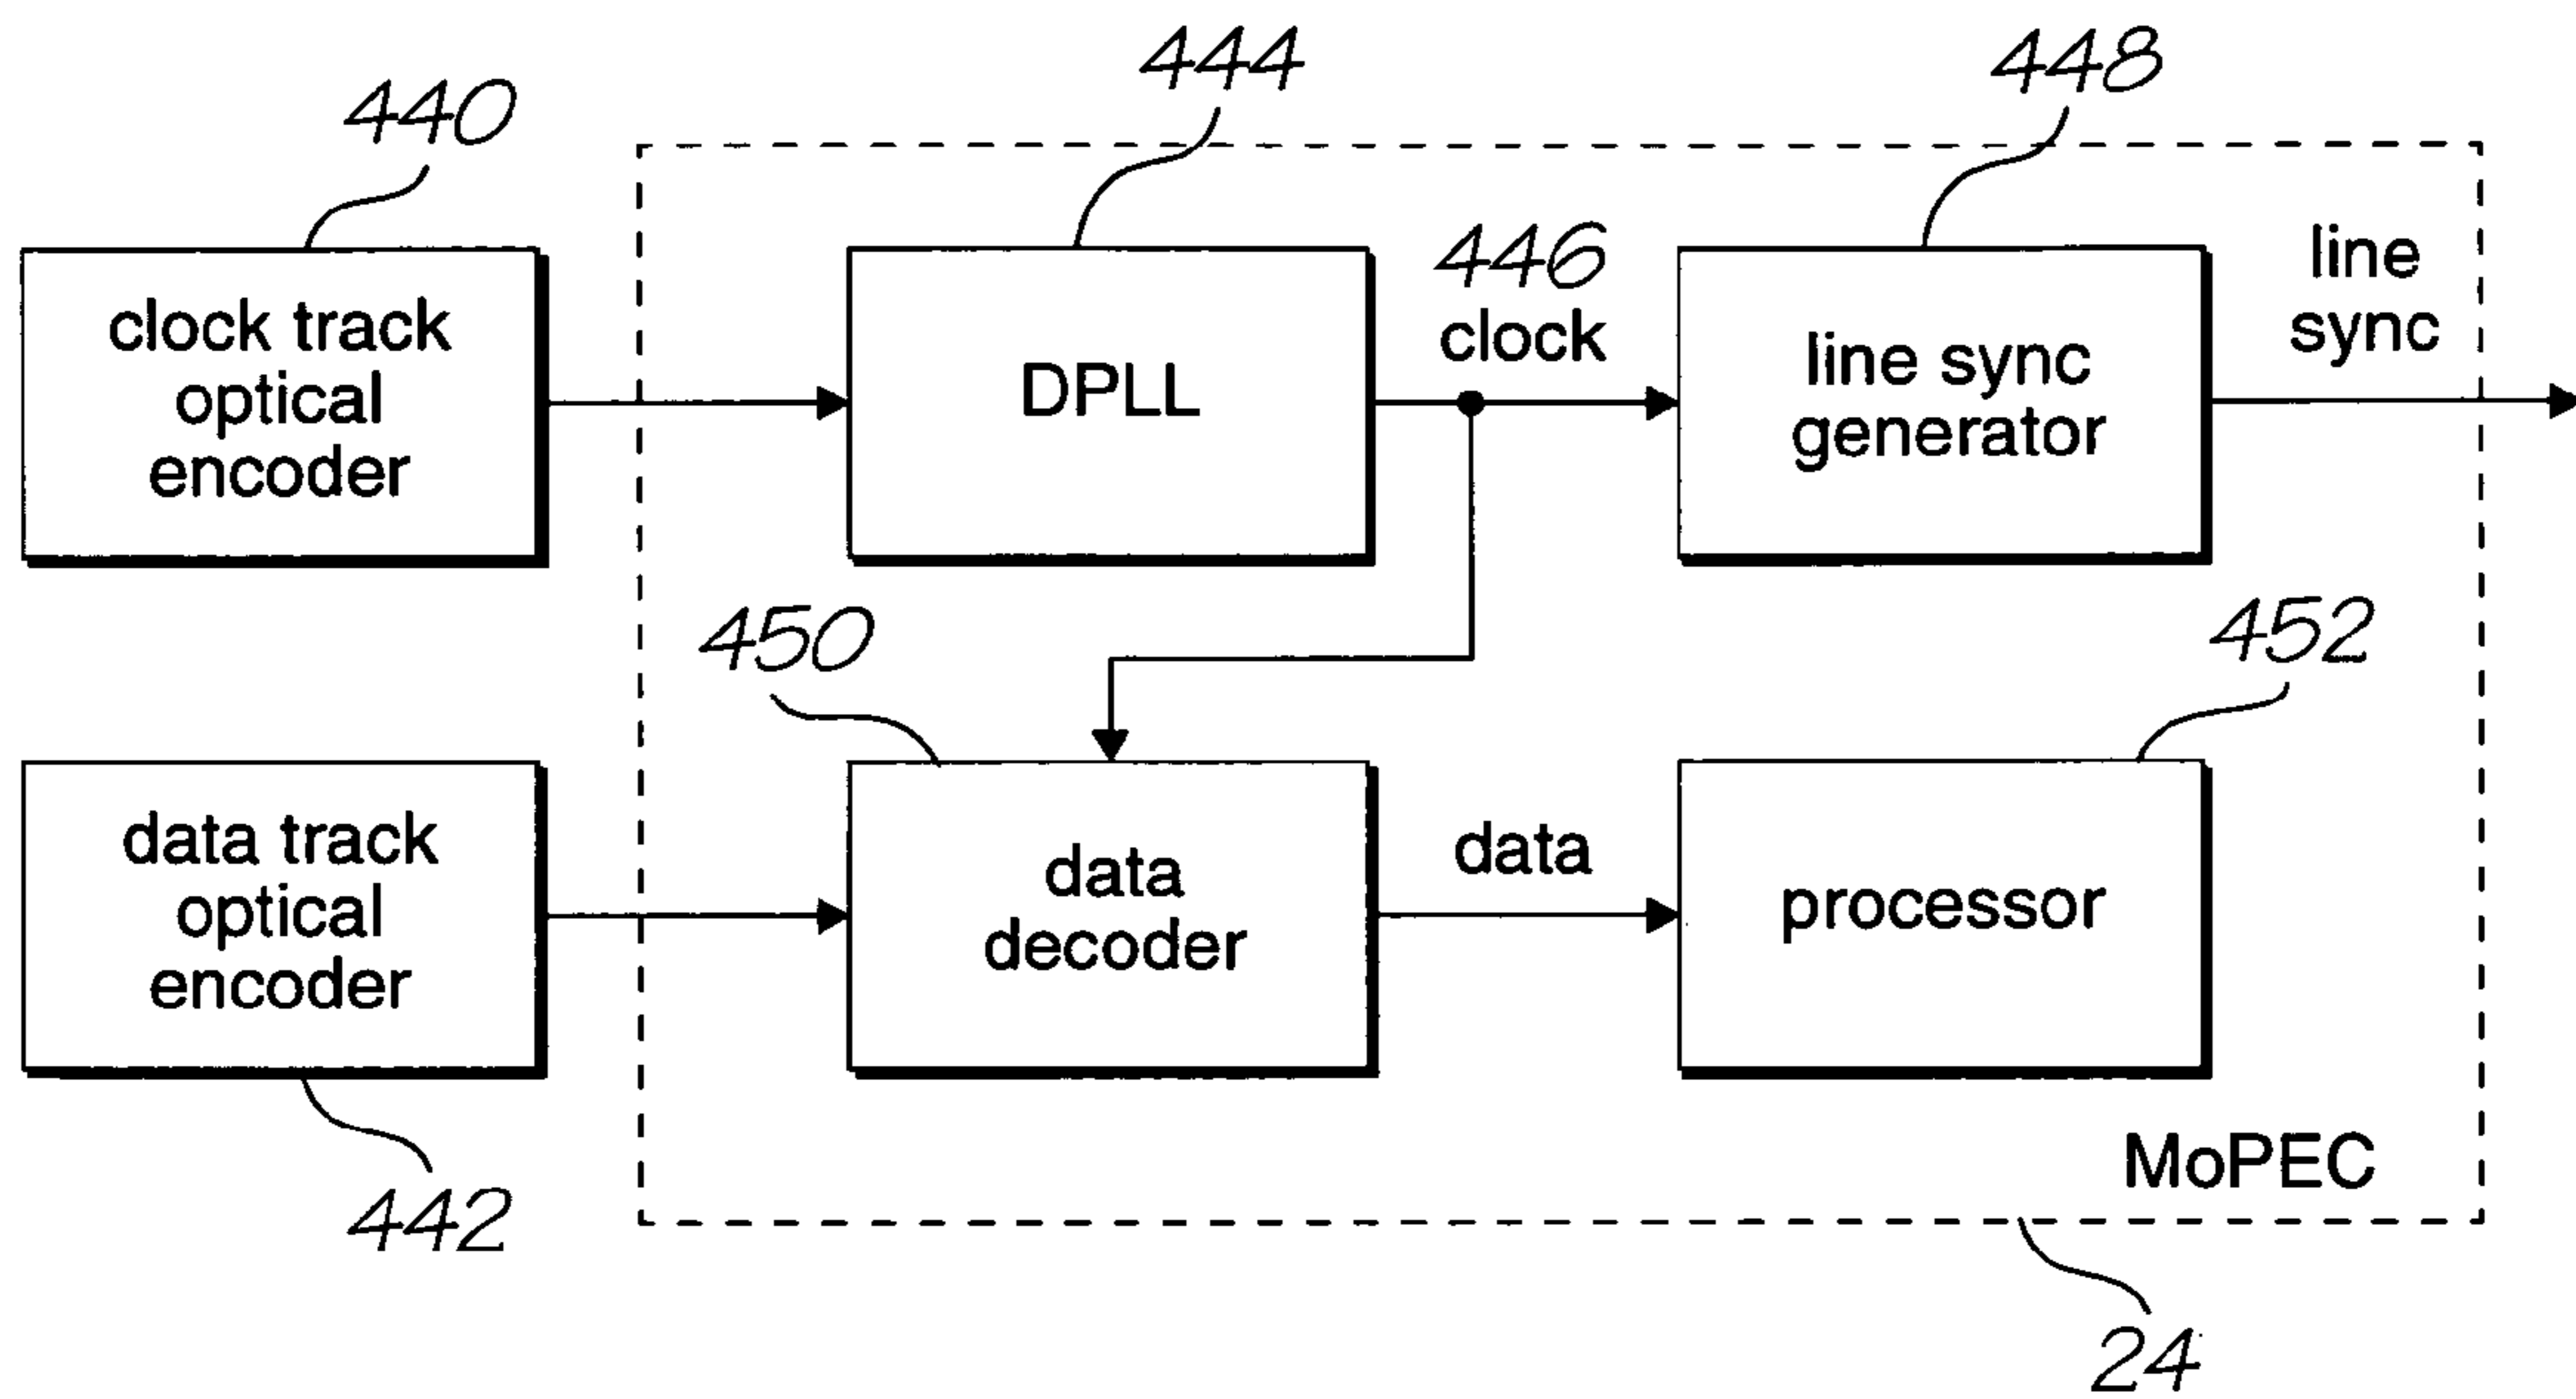 444
448
440
clock track
optical
encoder
DPLL
446
clock
line sync
generator
line
sync
450
452
data track
optical
encoder
data
decoder
data
processor
MoPEC
442
24